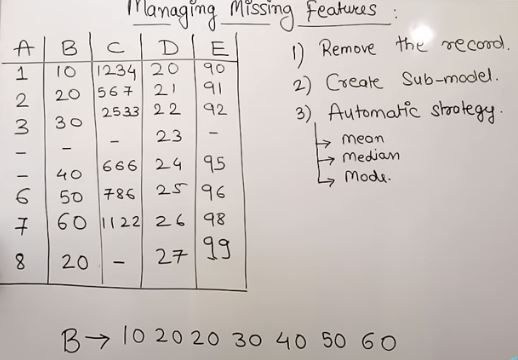 Managing Missing Features :
A B C D E
1 10 1234 20 90
2 20 567 21 91
3 30 2533 22 92
- - - 23 -
- 40 666 24 95
6 50 786 25 96
7 60 1122 26 98
8 20 - 27 99
1) Remove the record.
2) Create Sub-model.
3) Automatic strategy.
→ mean
→ median
→ Mode.
B → 10 20 20 30 40 50 60